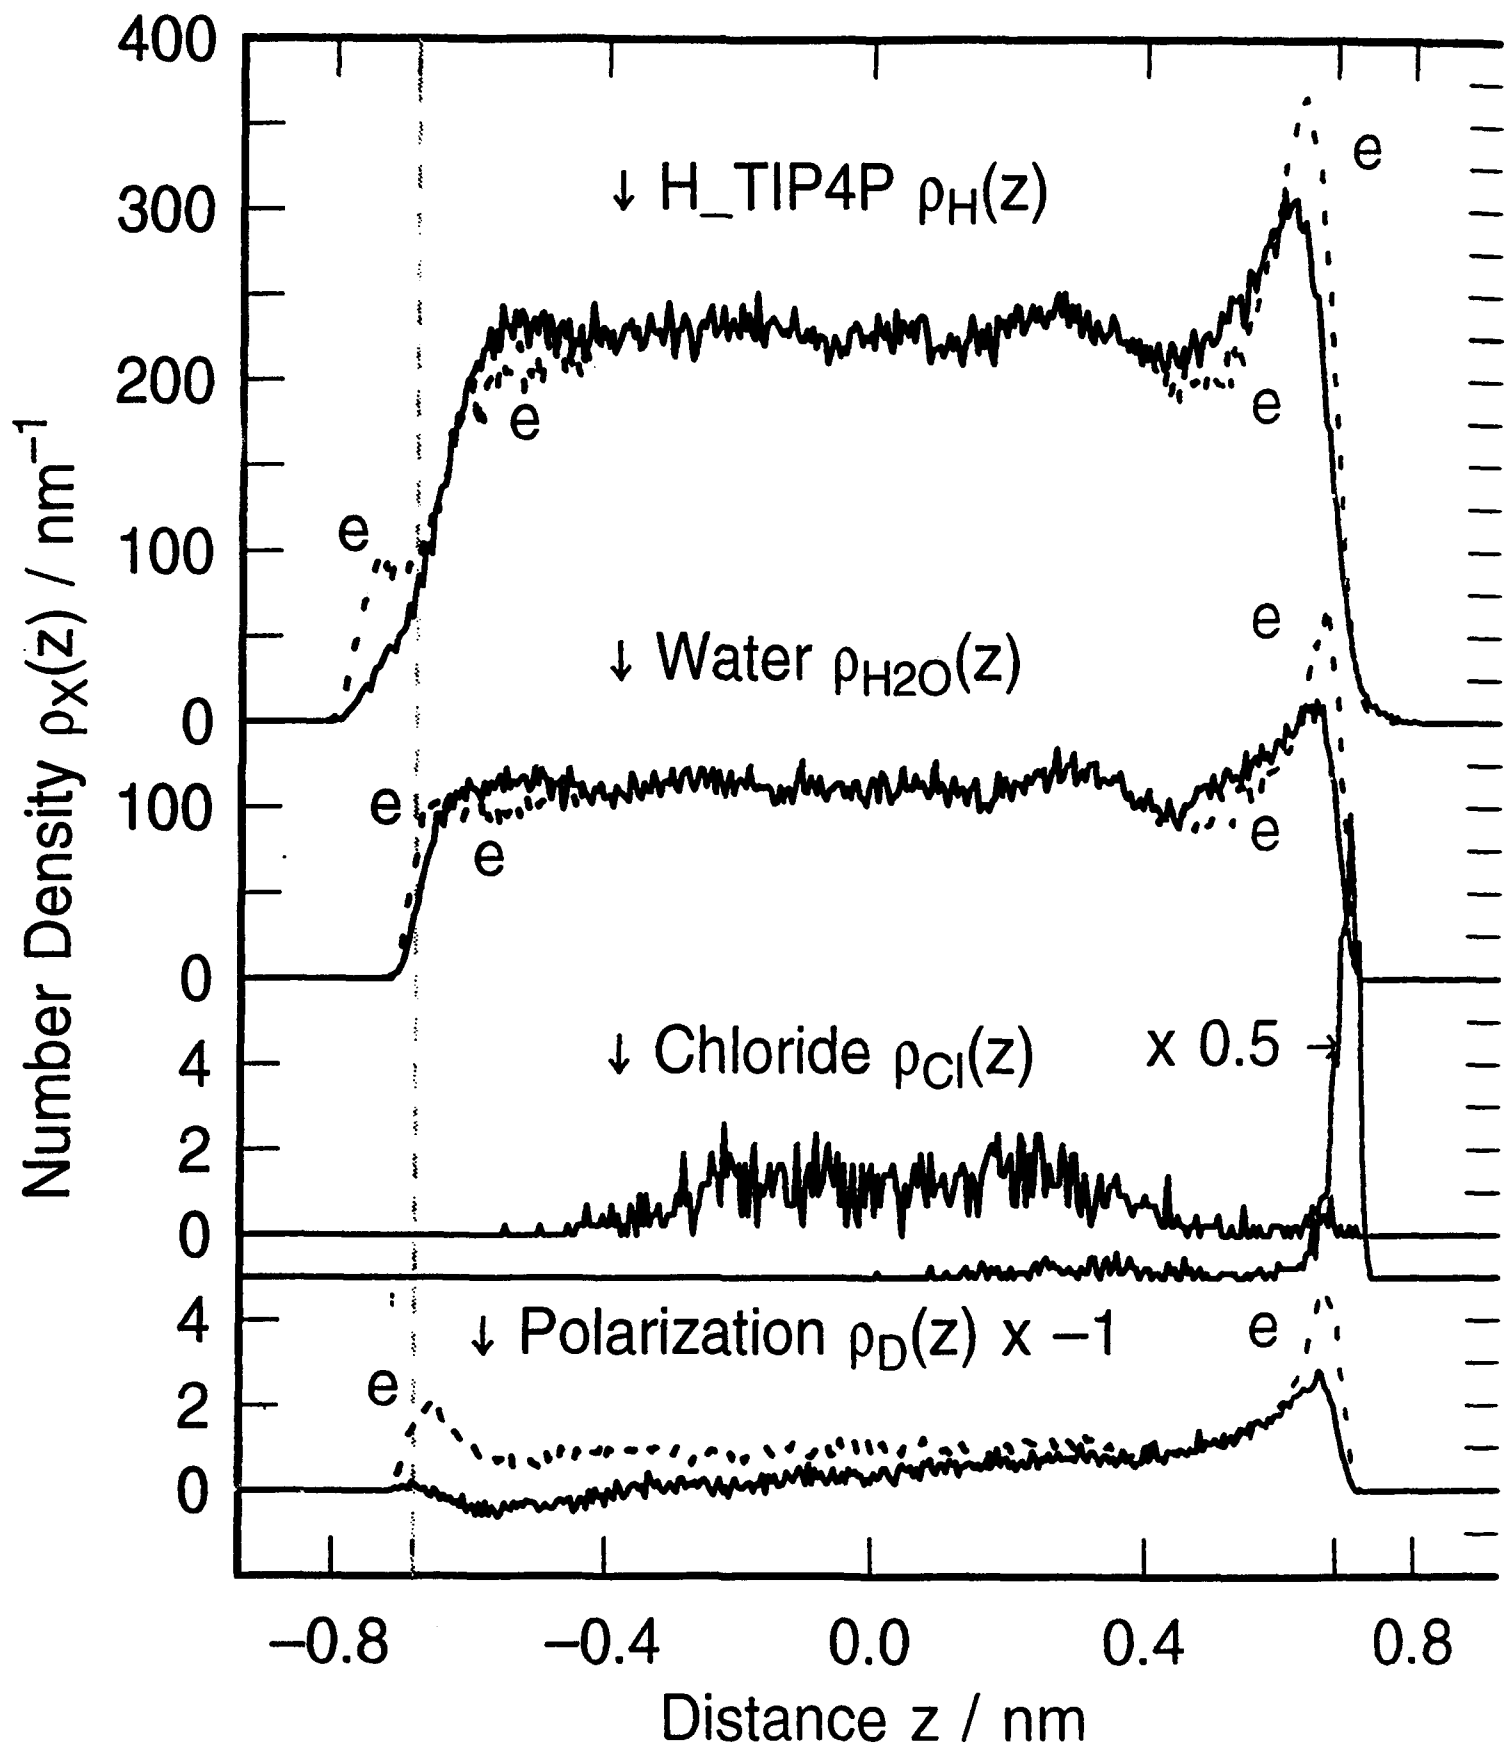 400
300
200
100
0
100
0
4
2
0
4
2
0
Number Density ρX(z) / nm−1
↓ H_TIP4P ρH(z)
e
e
e
e
↓ Water ρH2O(z)
e
e
e
e
↓ Chloride ρCl(z)
x 0.5 →
↓ Polarization ρD(z) x −1
e
e
−0.8
−0.4
0.0
0.4
0.8
Distance z / nm